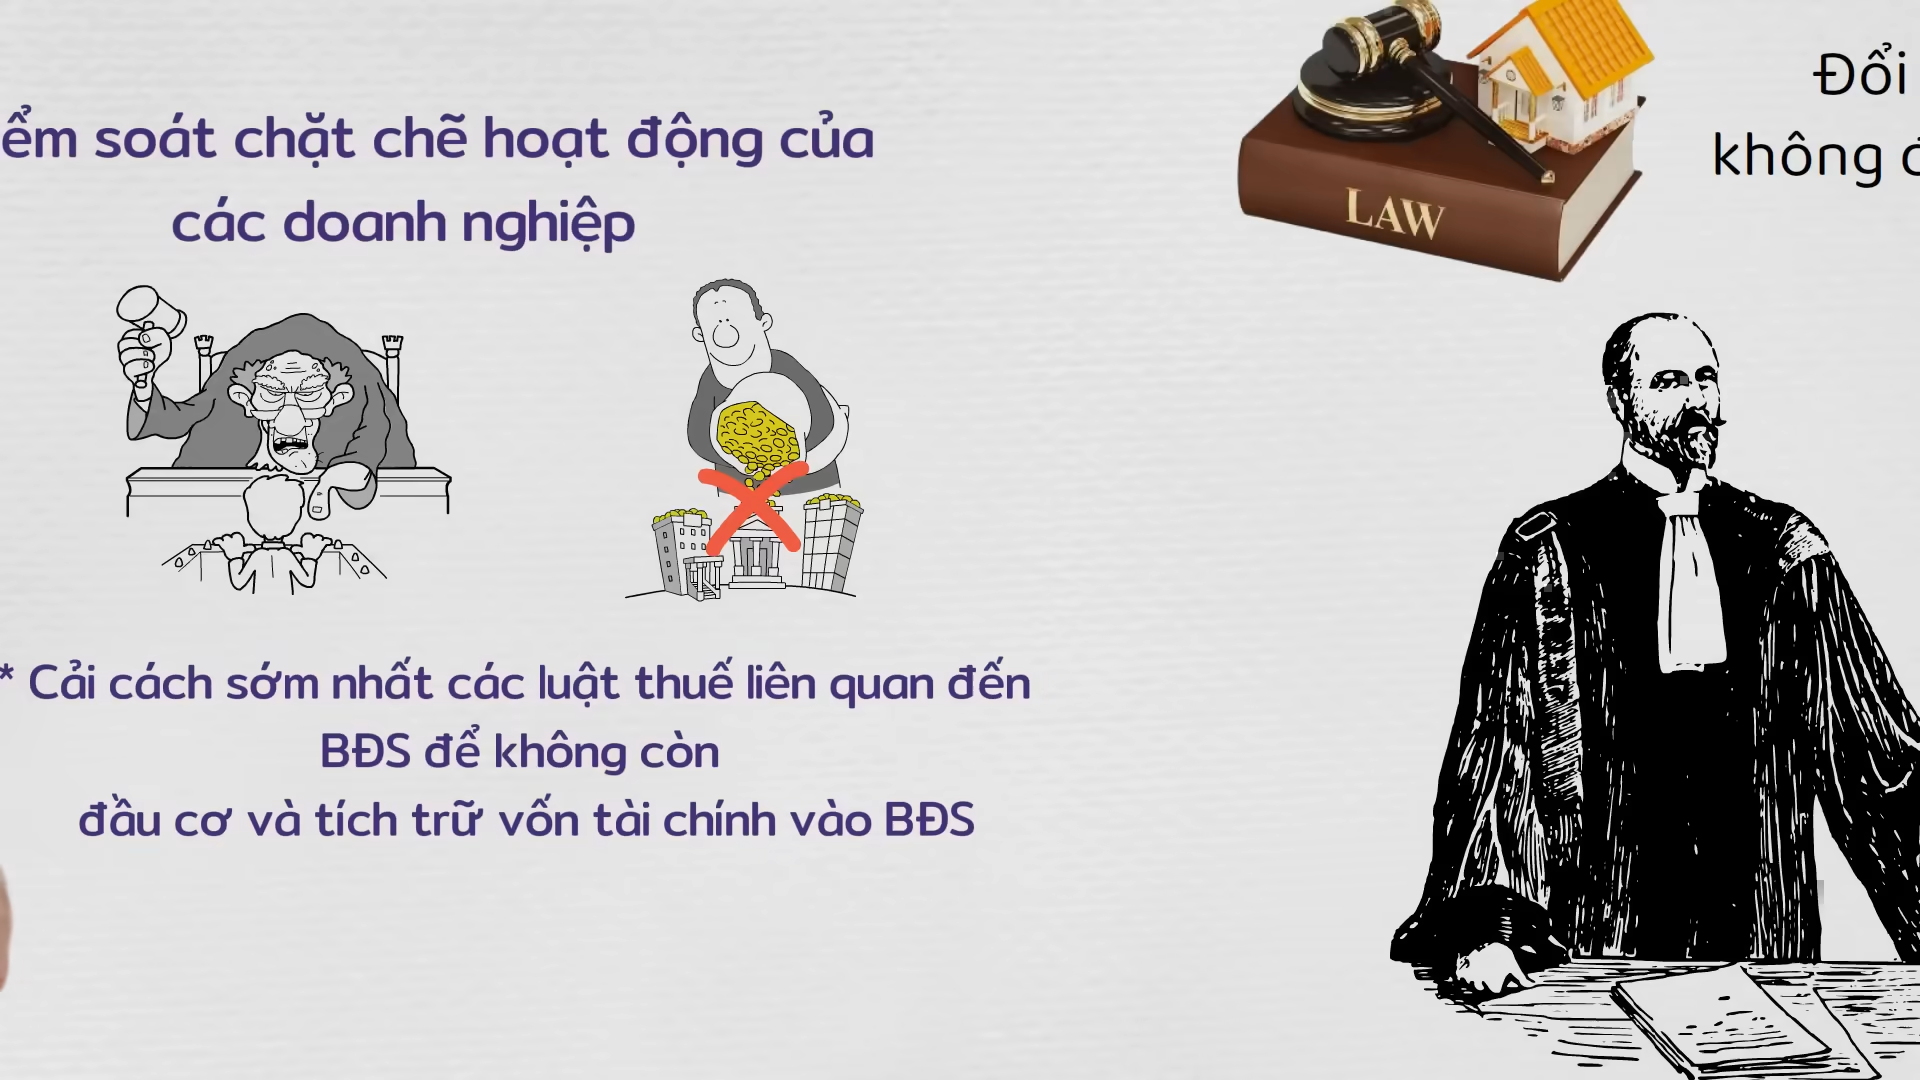 ểm soát chặt chẽ hoạt động của
các doanh nghiệp
* Cải cách sớm nhất các luật thuế liên quan đến
BĐS để không còn
đầu cơ và tích trữ vốn tài chính vào BĐS
LAW
Đổi
không